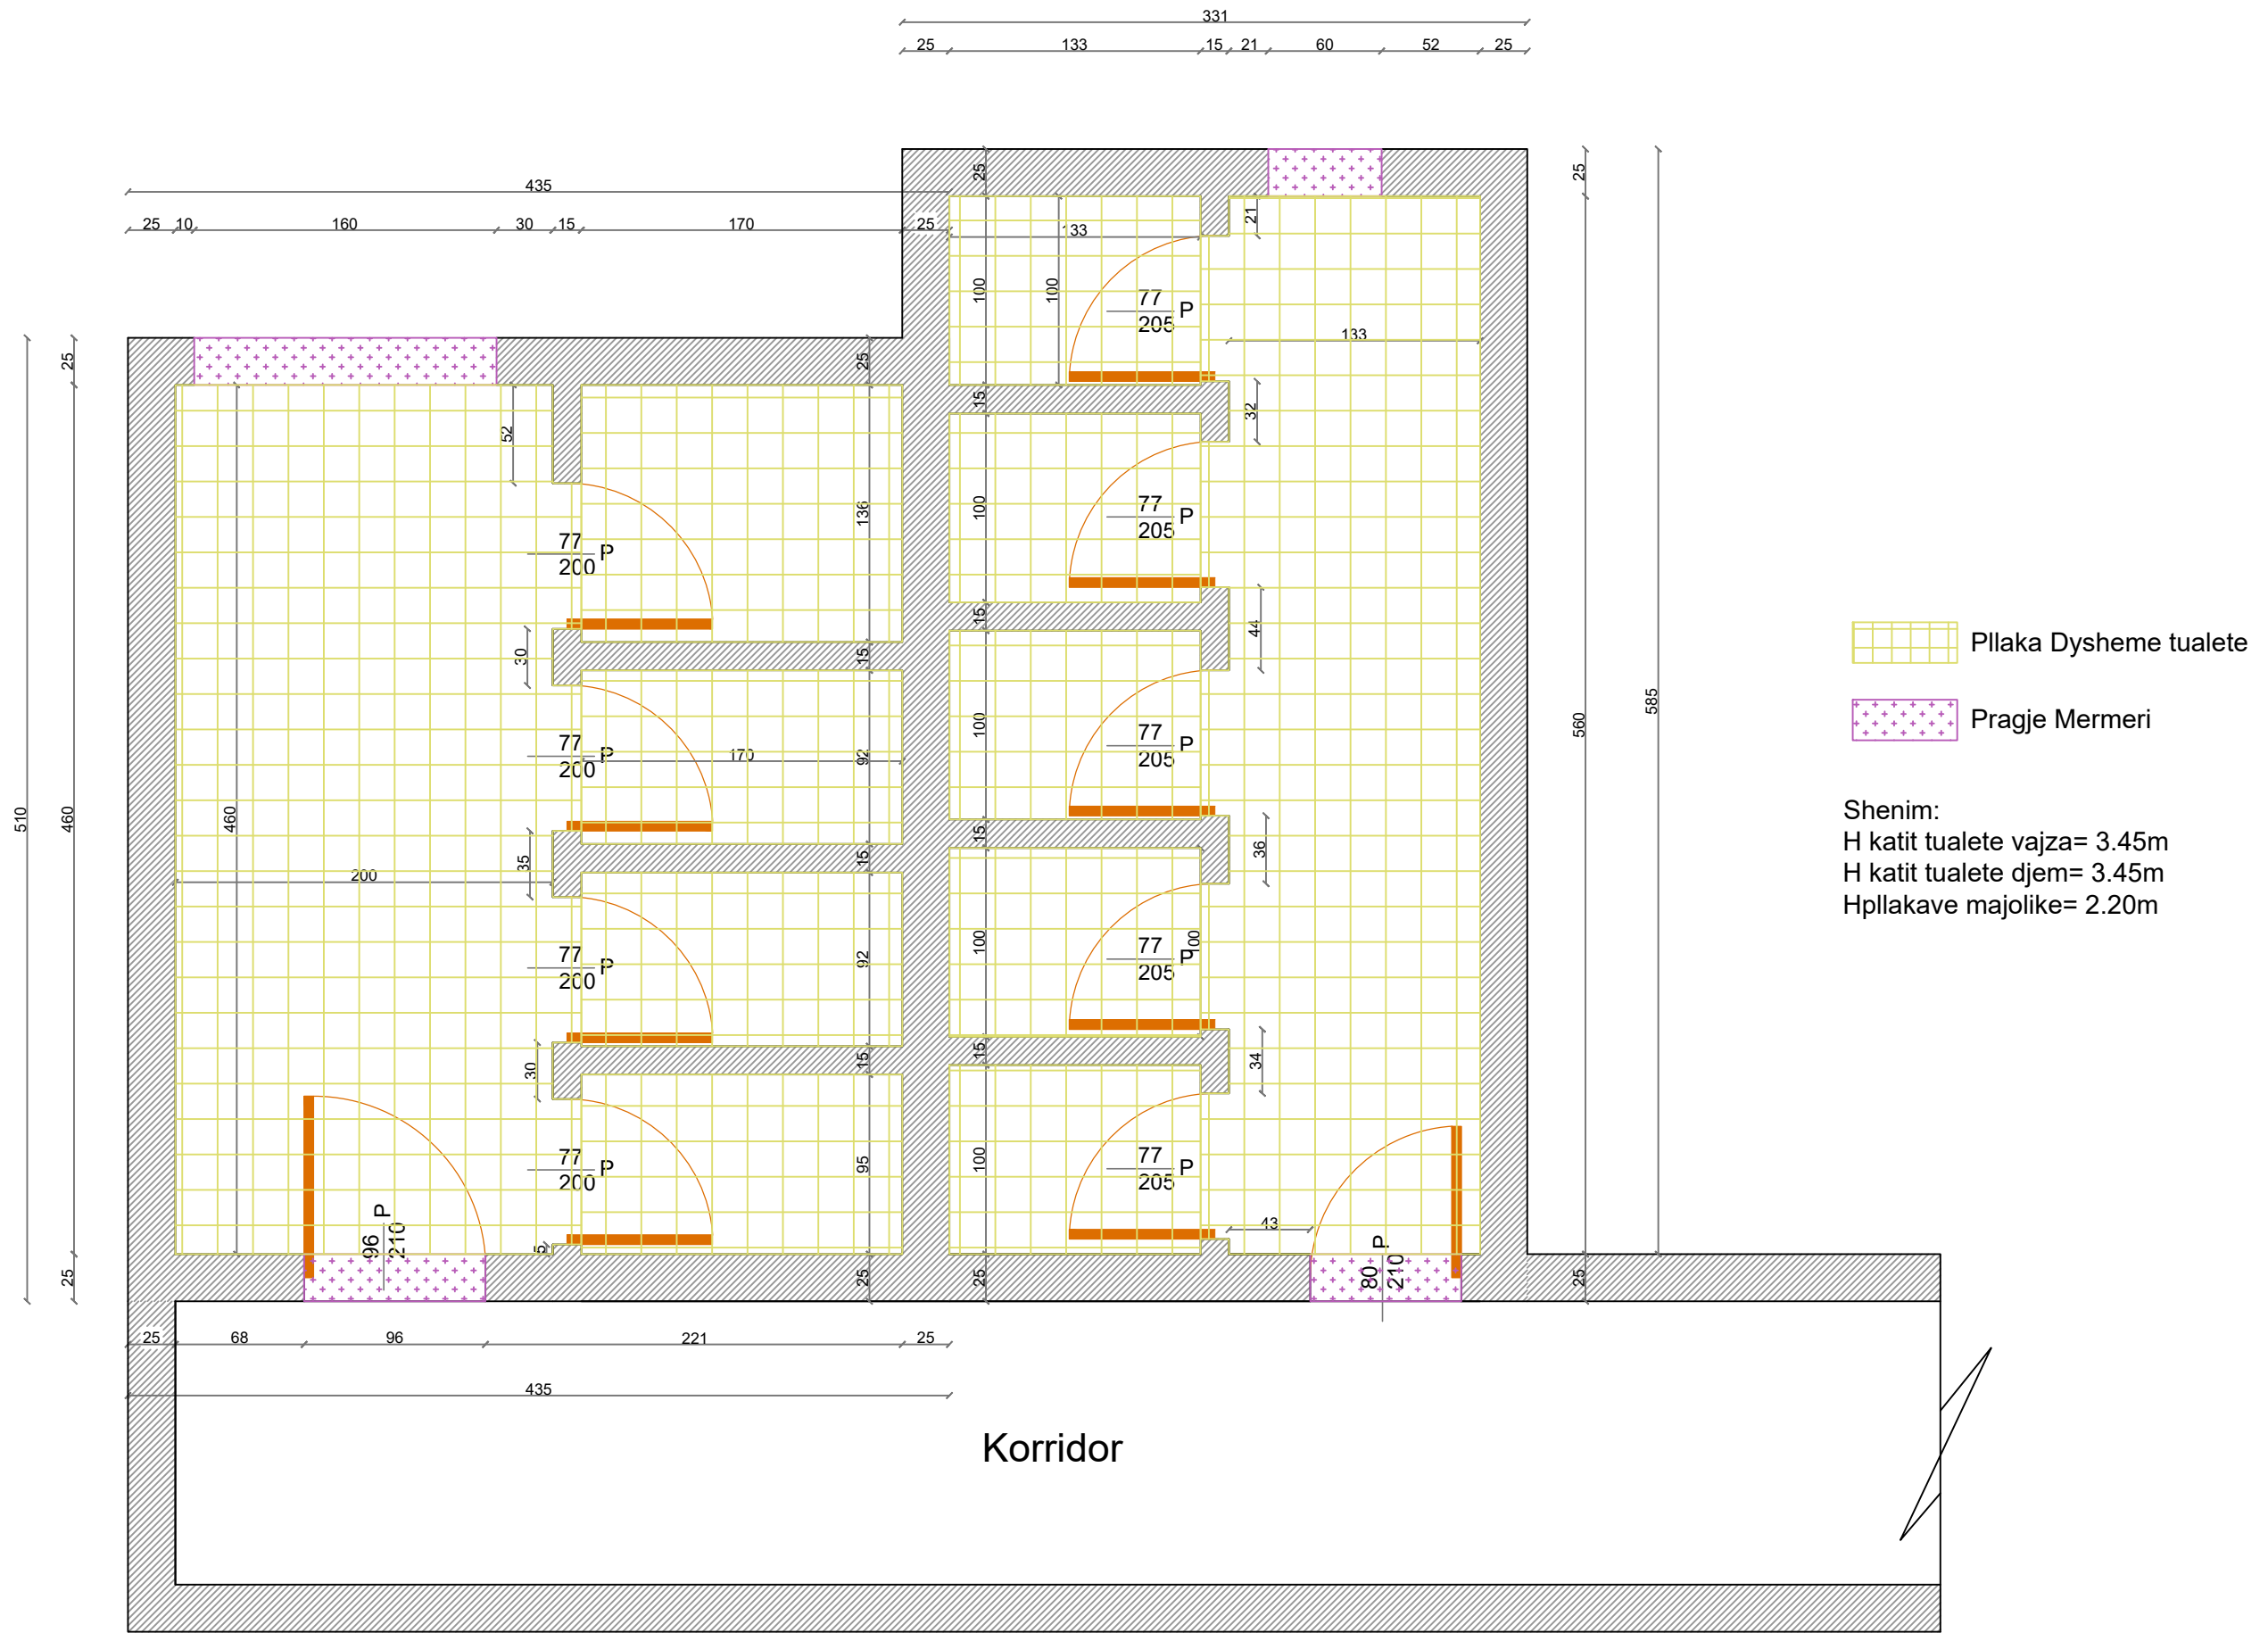 331
25 133 15 21 60 52 25
435
25 10 160 30 15 170 25
25
25
21
133
100
100
77 P
205
133
25
25
15
32
52
100
77 P
205
136
77 P
200
15
44
30
15
560
585
510
460
460
100
77 P
205
77 P
200
170
92
15
36
35
15
200
100
77 P
205
100
77 P
200
92
15
34
30
15
100
77 P
205
77 P
200
95
5
43
96 P
210
80 P
210
25
25
25
25
25 68 96 221 25
435
Korridor
Pllaka Dysheme tualete
Pragje Mermeri
Shenim:
H katit tualete vajza= 3.45m
H katit tualete djem= 3.45m
Hpllakave majolike= 2.20m